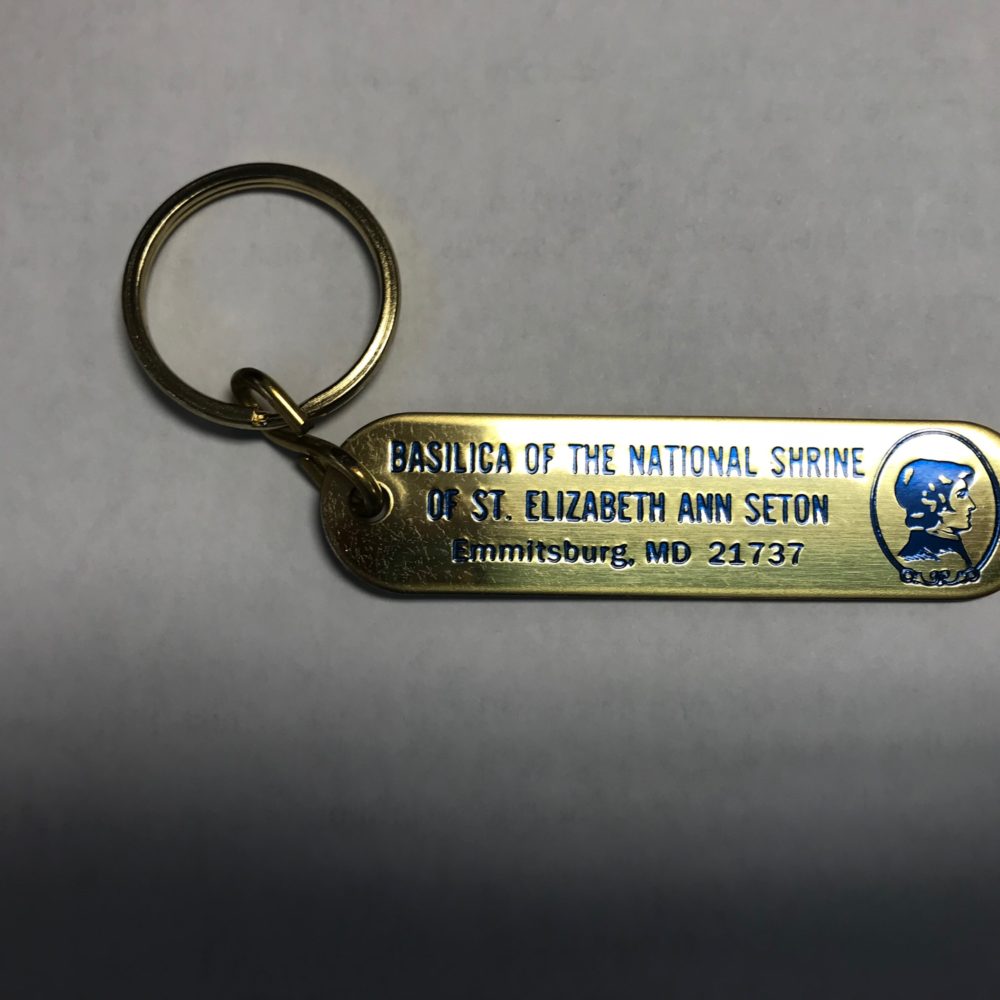 BASILICA OF THE NATIONAL SHRINE
OF ST. ELIZABETH ANN SETON
Emmitsburg, MD 21737